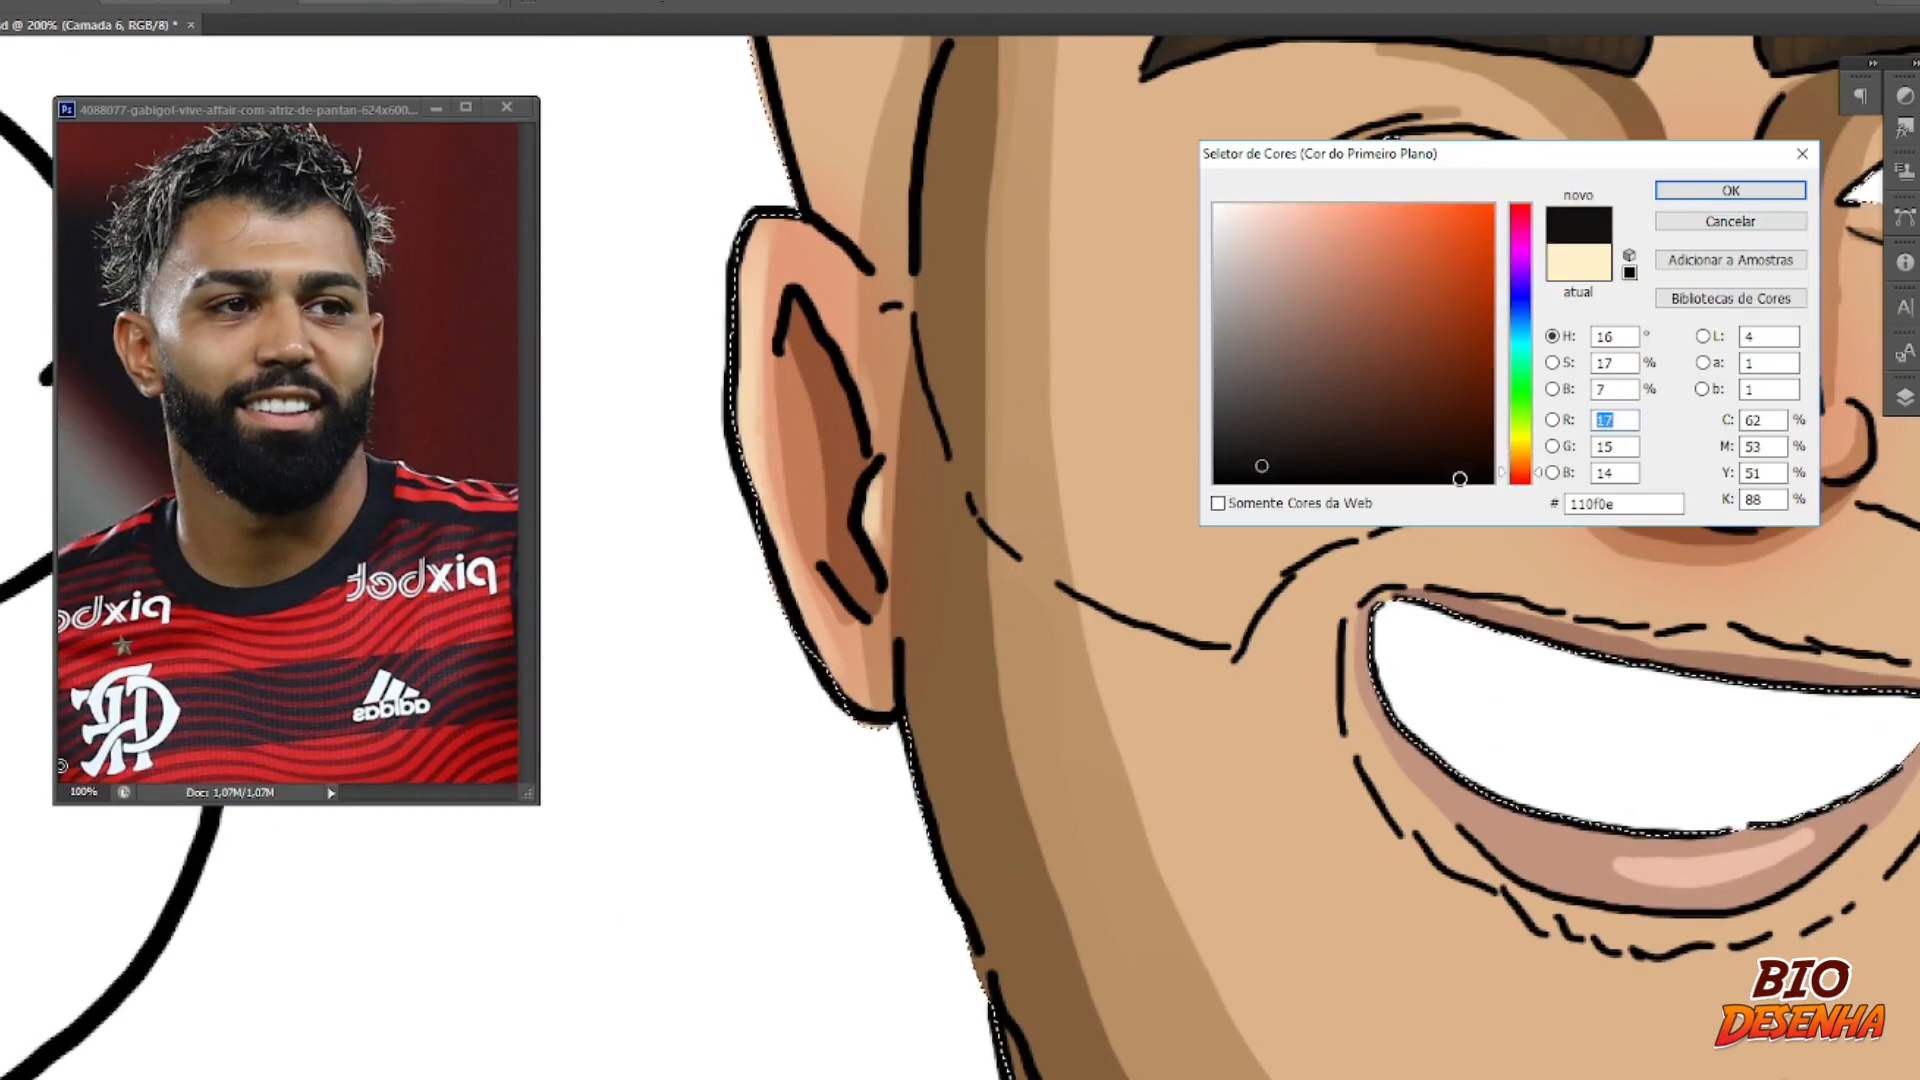 d @ 200% (Camada 6, RGB/8) * ×
Ps 4088077-gabigol-vive-affair-com-atriz-de-pantan-624x600...
pixbet
pixbet
adidas
100%
Doc: 1,07M/1,07M
Seletor de Cores (Cor do Primeiro Plano)
novo
atual
OK
Cancelar
Adicionar a Amostras
Bibliotecas de Cores
H: 16 °
S: 17 %
B: 7 %
R: 17
G: 15
B: 14
L: 4
a: 1
b: 1
C: 62 %
M: 53 %
Y: 51 %
K: 88 %
# 110f0e
Somente Cores da Web
BIO
DESENHA